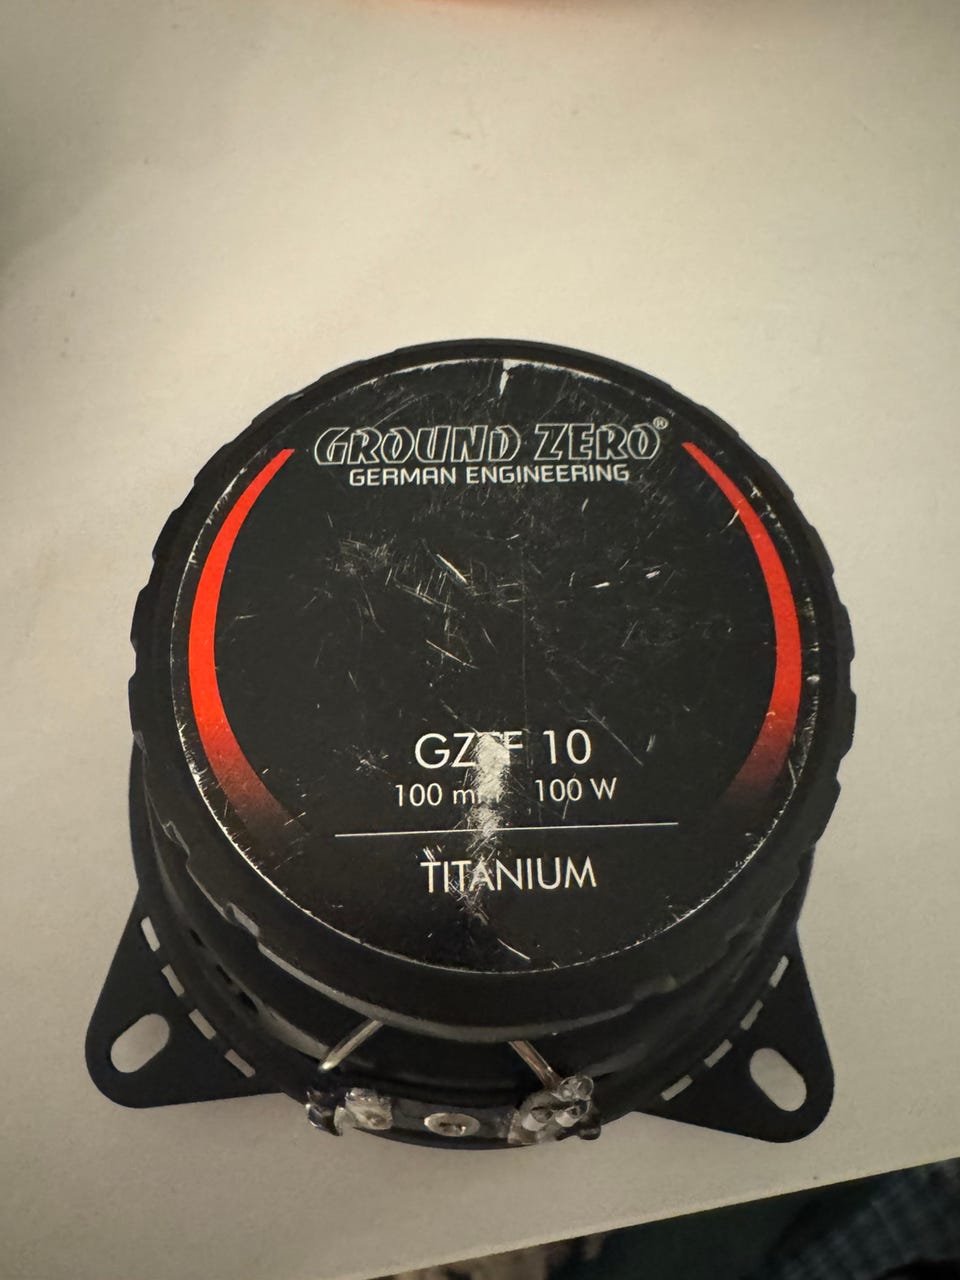 GROUND ZERO®
GERMAN ENGINEERING
10
100 100 W
TITANIUM